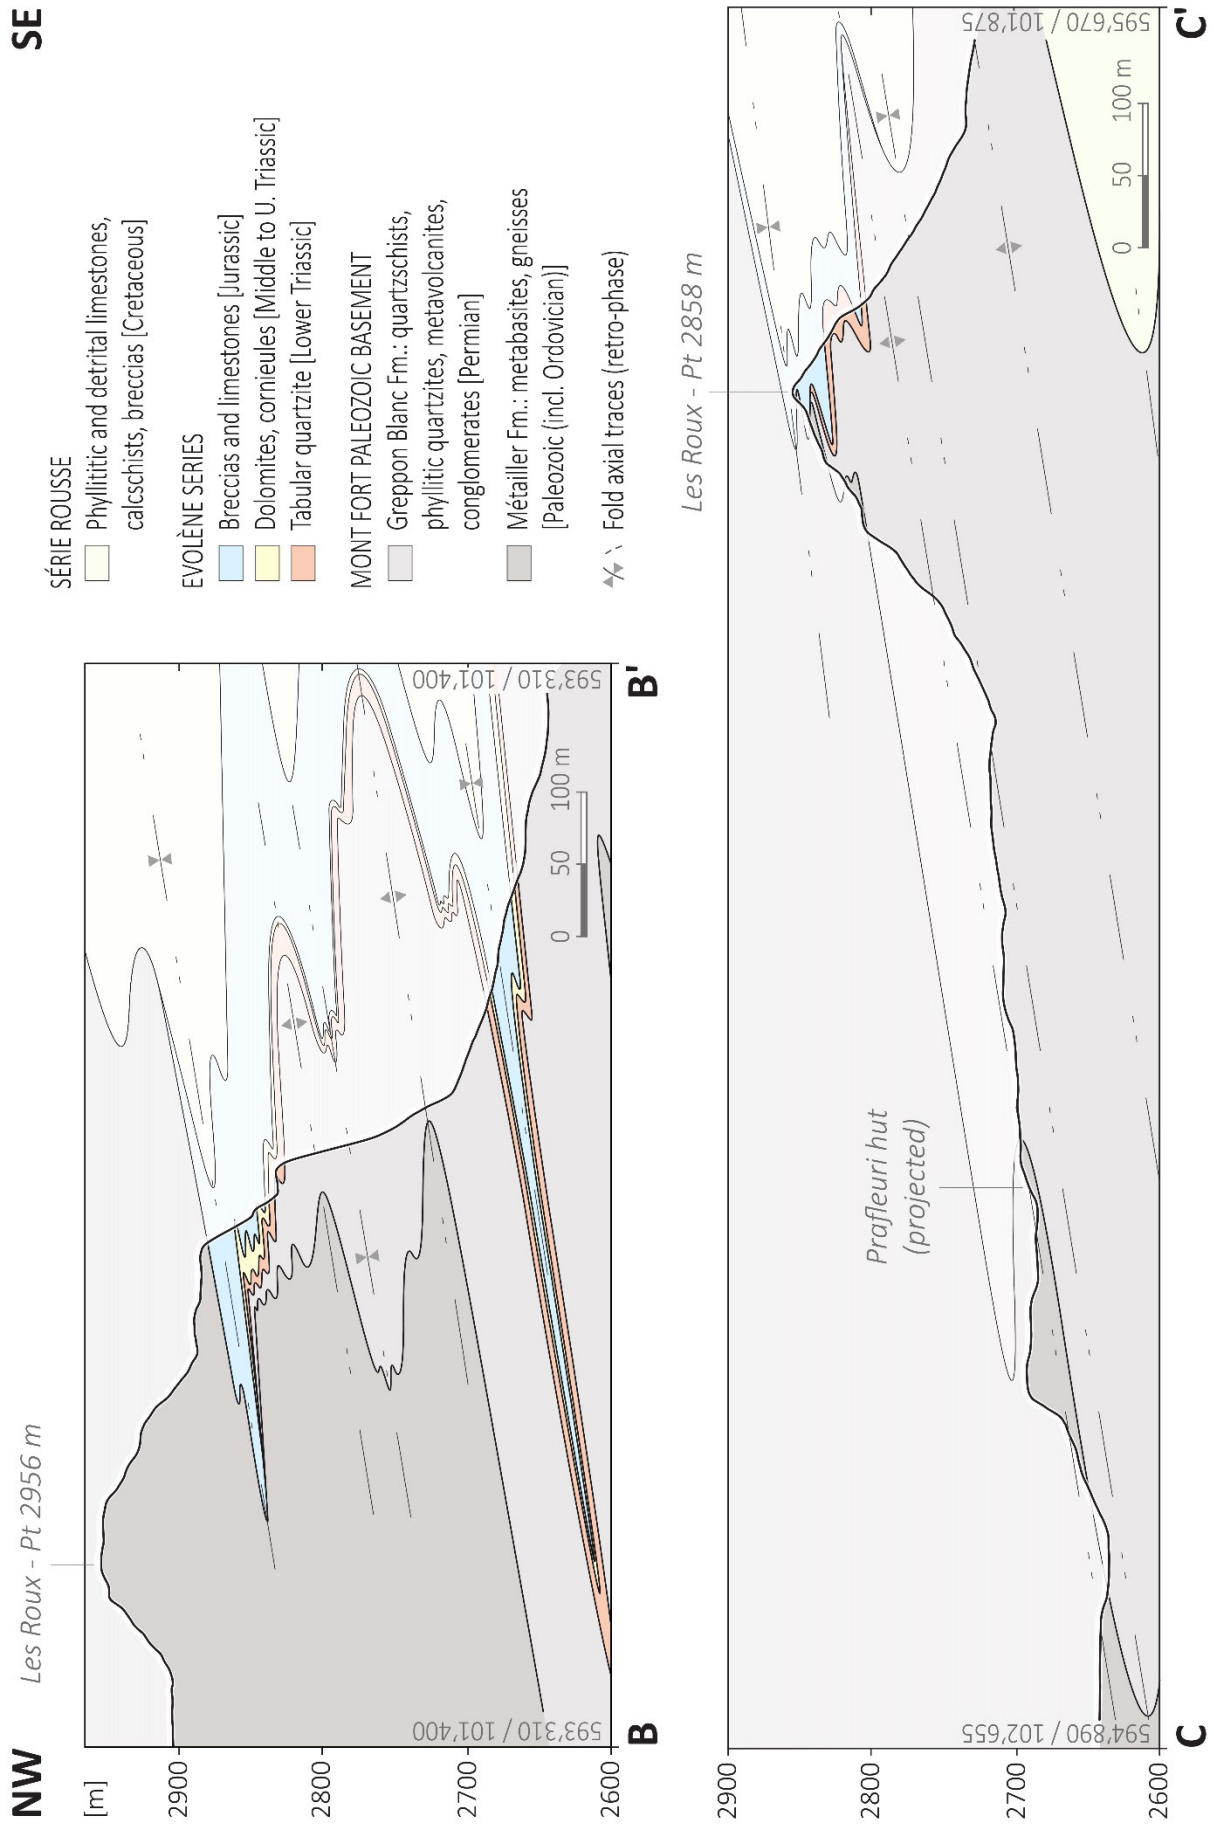 NW
SE
Les Roux - Pt 2956 m
[m]
2900
2800
2700
2600
593'310 / 101'400
593'310 / 101'400
0 50 100 m
B
B'
SÉRIE ROUSSE
Phyllititic and detrital limestones,
calcschists, breccias [Cretaceous]
EVOLÈNE SERIES
Breccias and limestones [Jurassic]
Dolomites, cornieules [Middle to U. Triassic]
Tabular quartzite [Lower Triassic]
MONT FORT PALEOZOIC BASEMENT
Greppon Blanc Fm.: quartzschists,
phyllitic quartzites, metavolcanites,
conglomerates [Permian]
Métailler Fm.: metabasites, gneisses
[Paleozoic (incl. Ordovician)]
Fold axial traces (retro-phase)
Les Roux - Pt 2858 m
Prafleuri hut
(projected)
2900
2800
2700
2600
594'890 / 102'655
595'670 / 101'875
0 50 100 m
C
C'